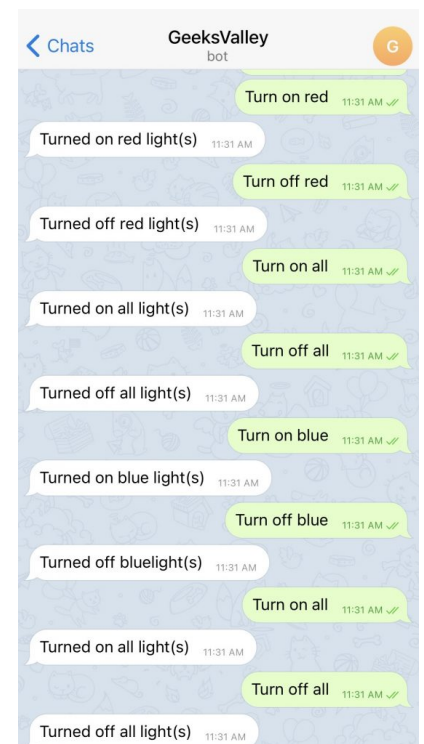 Chats
GeeksValley
bot
G
Turn on red 11:31 AM
Turned on red light(s) 11:31 AM
Turn off red 11:31 AM
Turned off red light(s) 11:31 AM
Turn on all 11:31 AM
Turned on all light(s) 11:31 AM
Turn off all 11:31 AM
Turned off all light(s) 11:31 AM
Turn on blue 11:31 AM
Turned on blue light(s) 11:31 AM
Turn off blue 11:31 AM
Turned off bluelight(s) 11:31 AM
Turn on all 11:31 AM
Turned on all light(s) 11:31 AM
Turn off all 11:31 AM
Turned off all light(s) 11:31 AM